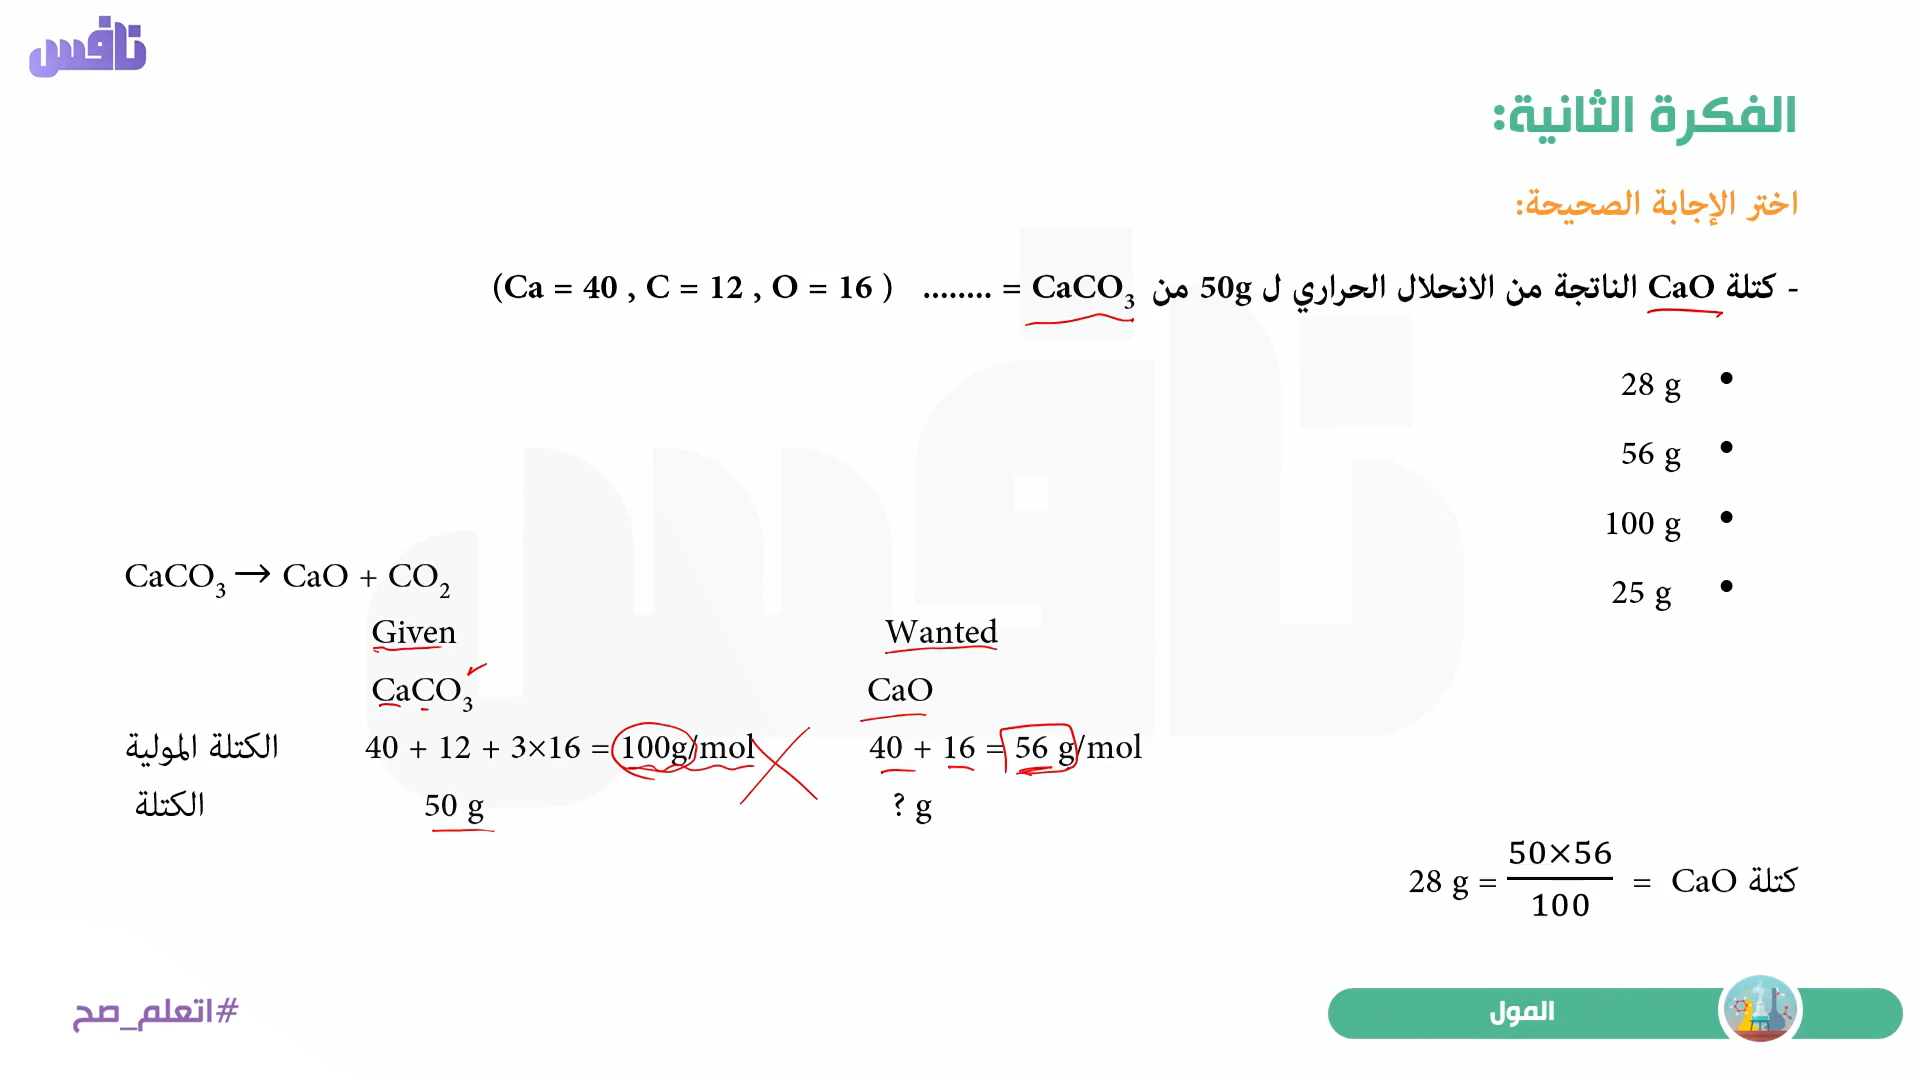 نافس
الفكرة الثانية:
اختر الإجابة الصحيحة:
- كتلة CaO الناتجة من الانحلال الحراري ل 50g من CaCO₃ = ........ (Ca = 40 , C = 12 , O = 16 )
• 28 g
• 56 g
• 100 g
• 25 g
CaCO₃ → CaO + CO₂
Given Wanted
CaCO₃ CaO
الكتلة المولية 40 + 12 + 3×16 = 100g/mol 40 + 16 = 56 g/mol
الكتلة 50 g ? g
كتلة CaO = 50×56/100 = 28 g
#اتعلم_صح
المول